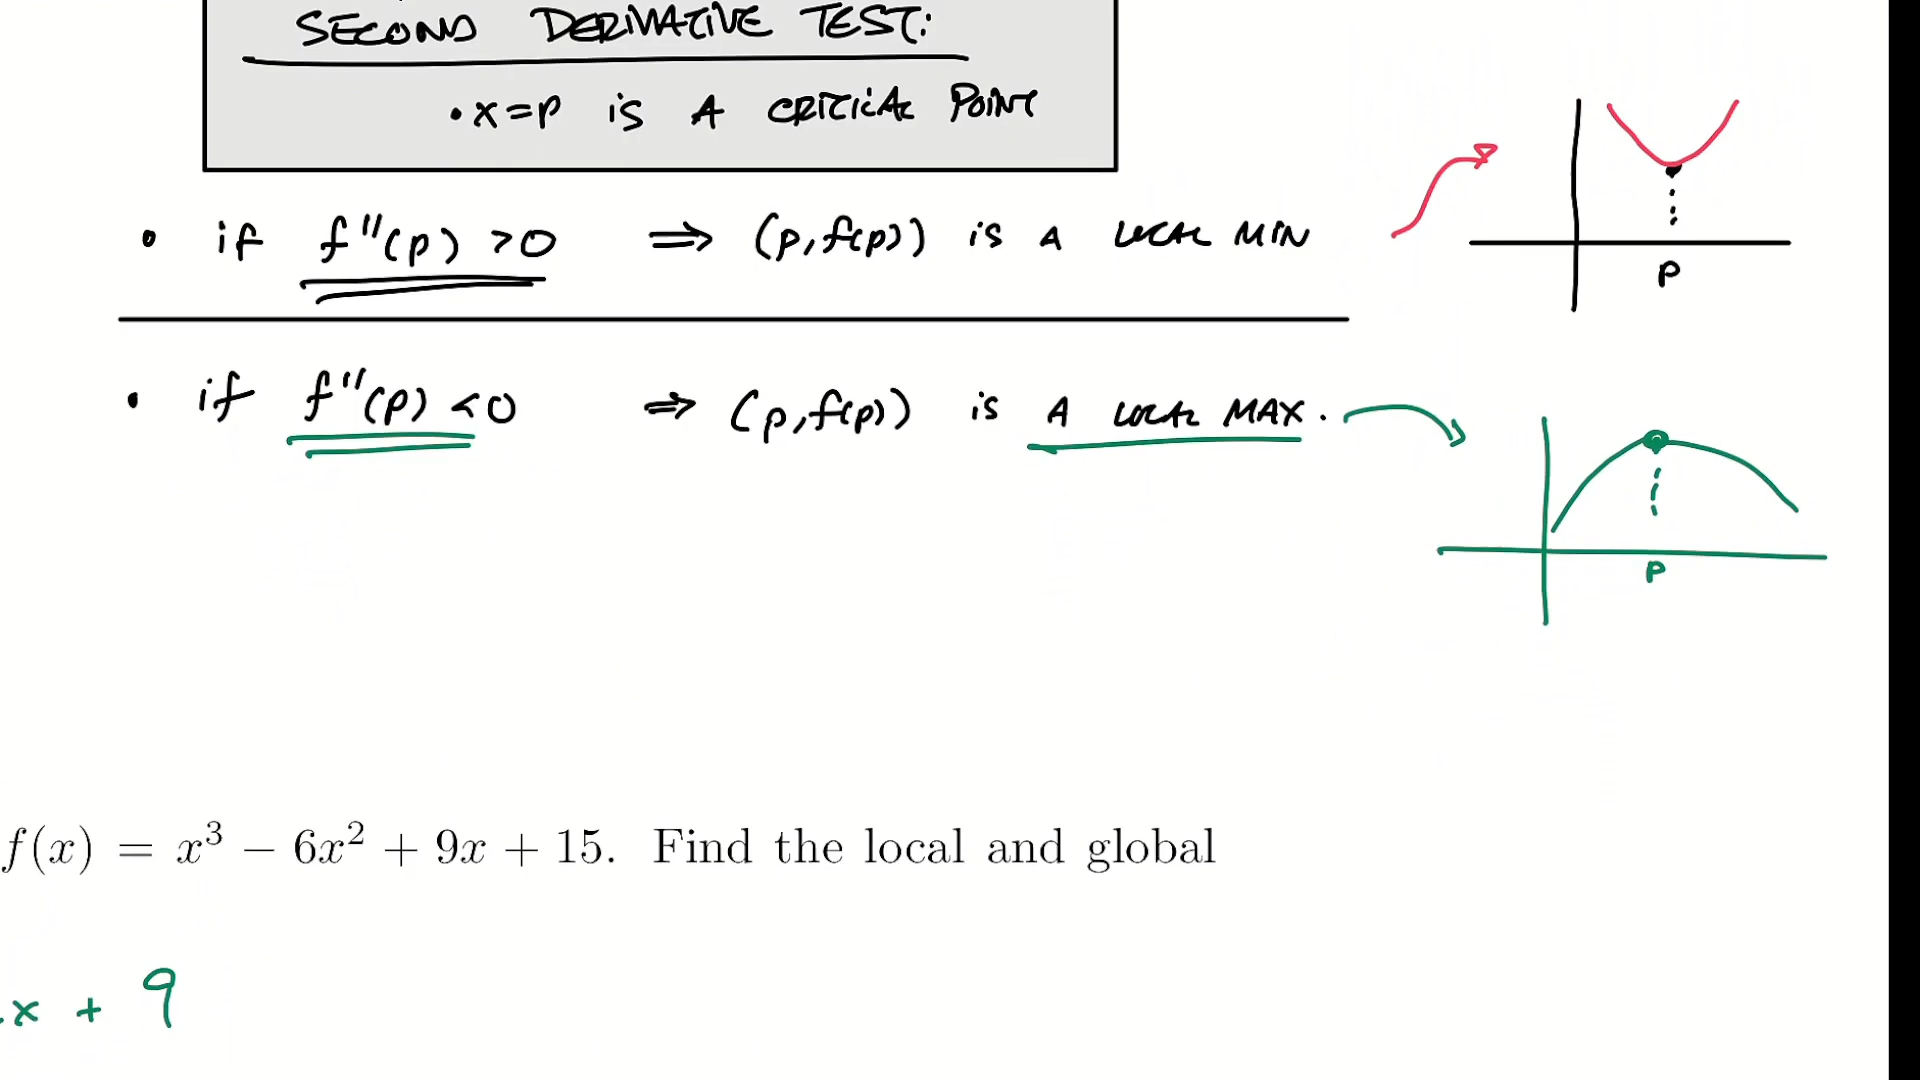 SECOND DERIVATIVE TEST:
• x=p is A CRITICAL POINT
• if f''(p) >0 ⇒ (p,f(p)) is A LOCAL MIN
P
• if f''(p) <0 ⇒ (p,f(p)) is A LOCAL MAX.
P
f(x) = x³ − 6x² + 9x + 15. Find the local and global
x + 9